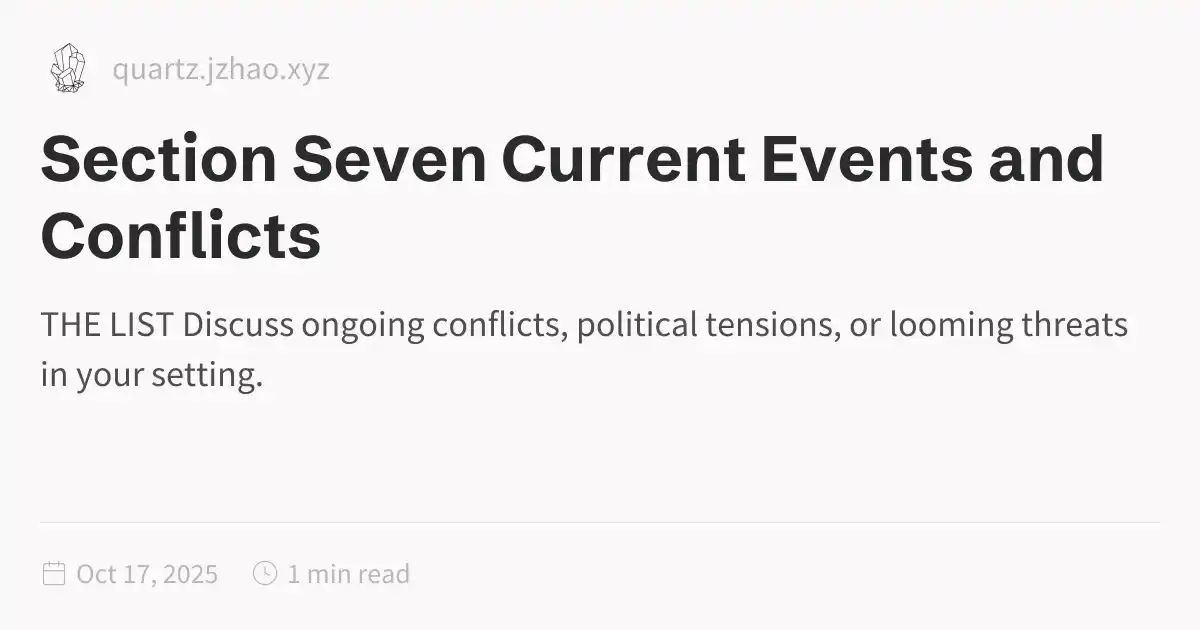 quartz.jzhao.xyz
Section Seven Current Events and
Conflicts
THE LIST Discuss ongoing conflicts, political tensions, or looming threats
in your setting.
Oct 17, 2025 1 min read